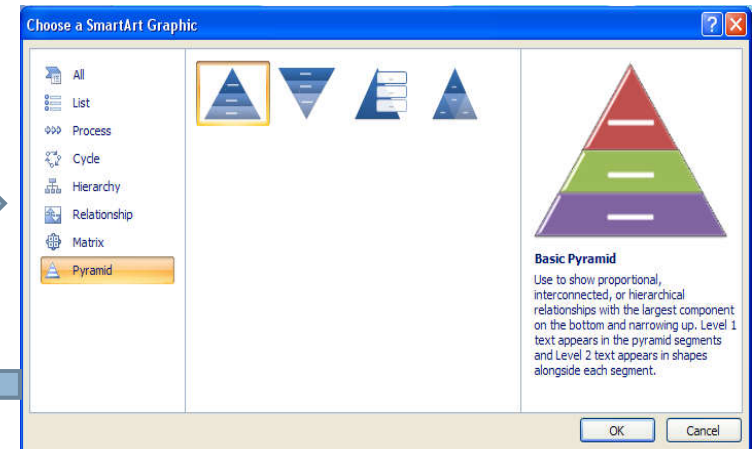 Choose a SmartArt Graphic
All
List
Process
Cycle
Hierarchy
Relationship
Matrix
Pyramid
Basic Pyramid
Use to show proportional,
interconnected, or hierarchical
relationships with the largest component
on the bottom and narrowing up. Level 1
text appears in the pyramid segments
and Level 2 text appears in shapes
alongside each segment.
OK
Cancel